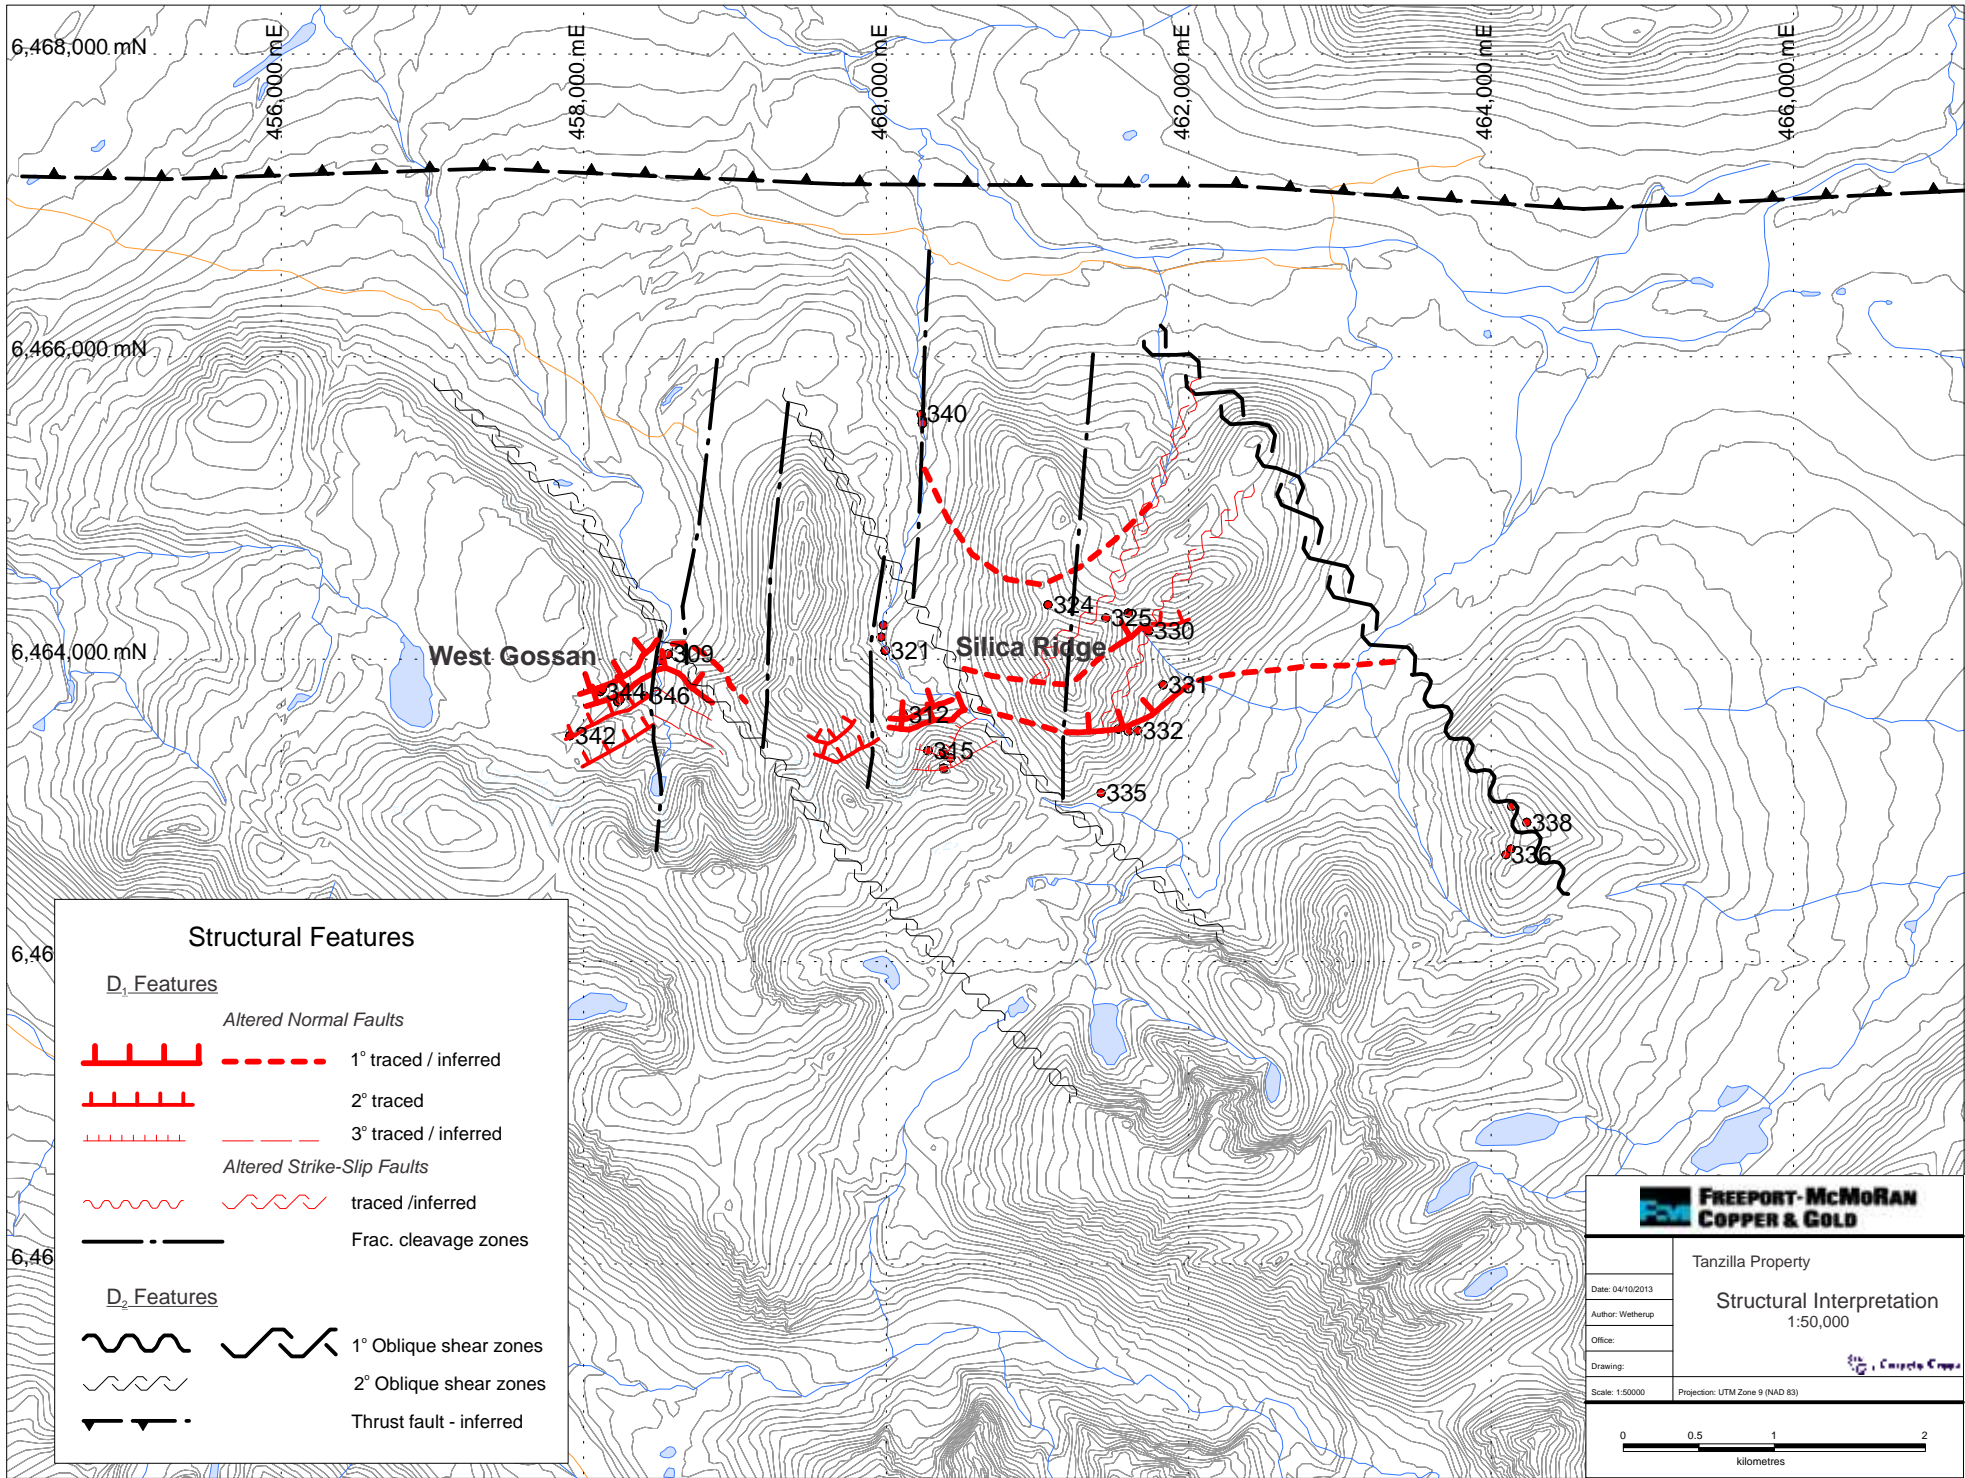 6,468,000 mN
456,000 mE
458,000 mE
460,000 mE
462,000 mE
464,000 mE
466,000 mE
6,466,000 mN
340
324
325
330
Silica Ridge
321
6,464,000 mN
West Gossan
309
344
346
331
312
342
332
315
335
338
336
6,46
6,46
Structural Features
D1 Features
Altered Normal Faults
1° traced / inferred
2° traced
3° traced / inferred
Altered Strike-Slip Faults
traced /inferred
Frac. cleavage zones
D2 Features
1° Oblique shear zones
2° Oblique shear zones
Thrust fault - inferred
FREEPORT-MCMORAN
COPPER & GOLD
Tanzilla Property
Structural Interpretation
1:50,000
Date: 04/10/2013
Author: Wetherup
Office:
Drawing:
Scale: 1:50000
Projection: UTM Zone 9 (NAD 83)
0 0.5 1 2
kilometres